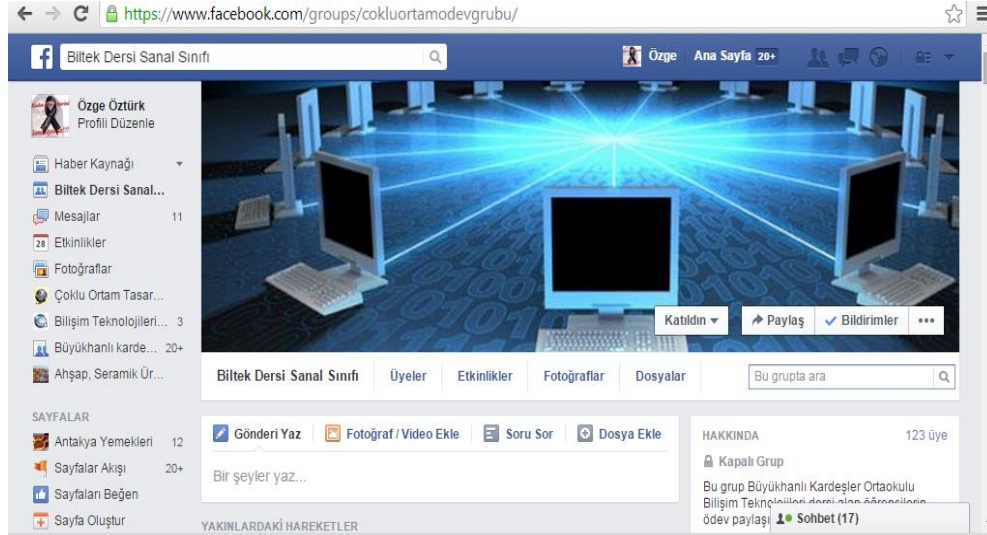 https://www.facebook.com/groups/cokluortamodevgrubu/
Biltek Dersi Sanal Sınıfı
Özge Ana Sayfa 20+
Özge Öztürk
Profili Düzenle
Haber Kaynağı
Biltek Dersi Sanal...
Mesajlar 11
28 Etkinlikler
Fotoğraflar
Çoklu Ortam Tasar...
Bilişim Teknolojileri... 3
Büyükhanlı karde... 20+
Ahşap, Seramik Ür...
SAYFALAR
Antakya Yemekleri 12
Sayfalar Akışı 20+
Sayfaları Beğen
Sayfa Oluştur
Katıldın Paylaş Bildirimler
Biltek Dersi Sanal Sınıfı Üyeler Etkinlikler Fotoğraflar Dosyalar Bu grupta ara
Gönderi Yaz Fotoğraf / Video Ekle Soru Sor Dosya Ekle
Bir şeyler yaz...
YAKINLARDAKİ HAREKETLER
HAKKINDA 123 üye
Kapalı Grup
Bu grup Büyükhanlı Kardeşler Ortaokulu
Bilişim Teknolojileri dersi alan öğrencilerin
ödev
Sohbet (17)